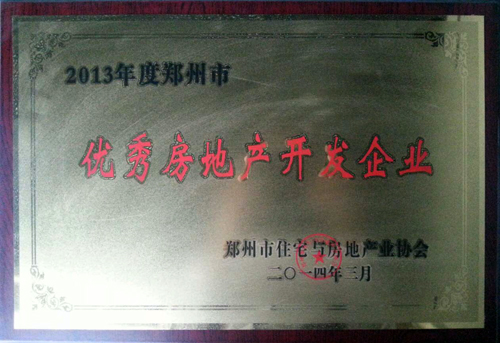 2013年度郑州市
优秀房地产开发企业
郑州市住宅与房地产业协会
二〇一四年三月